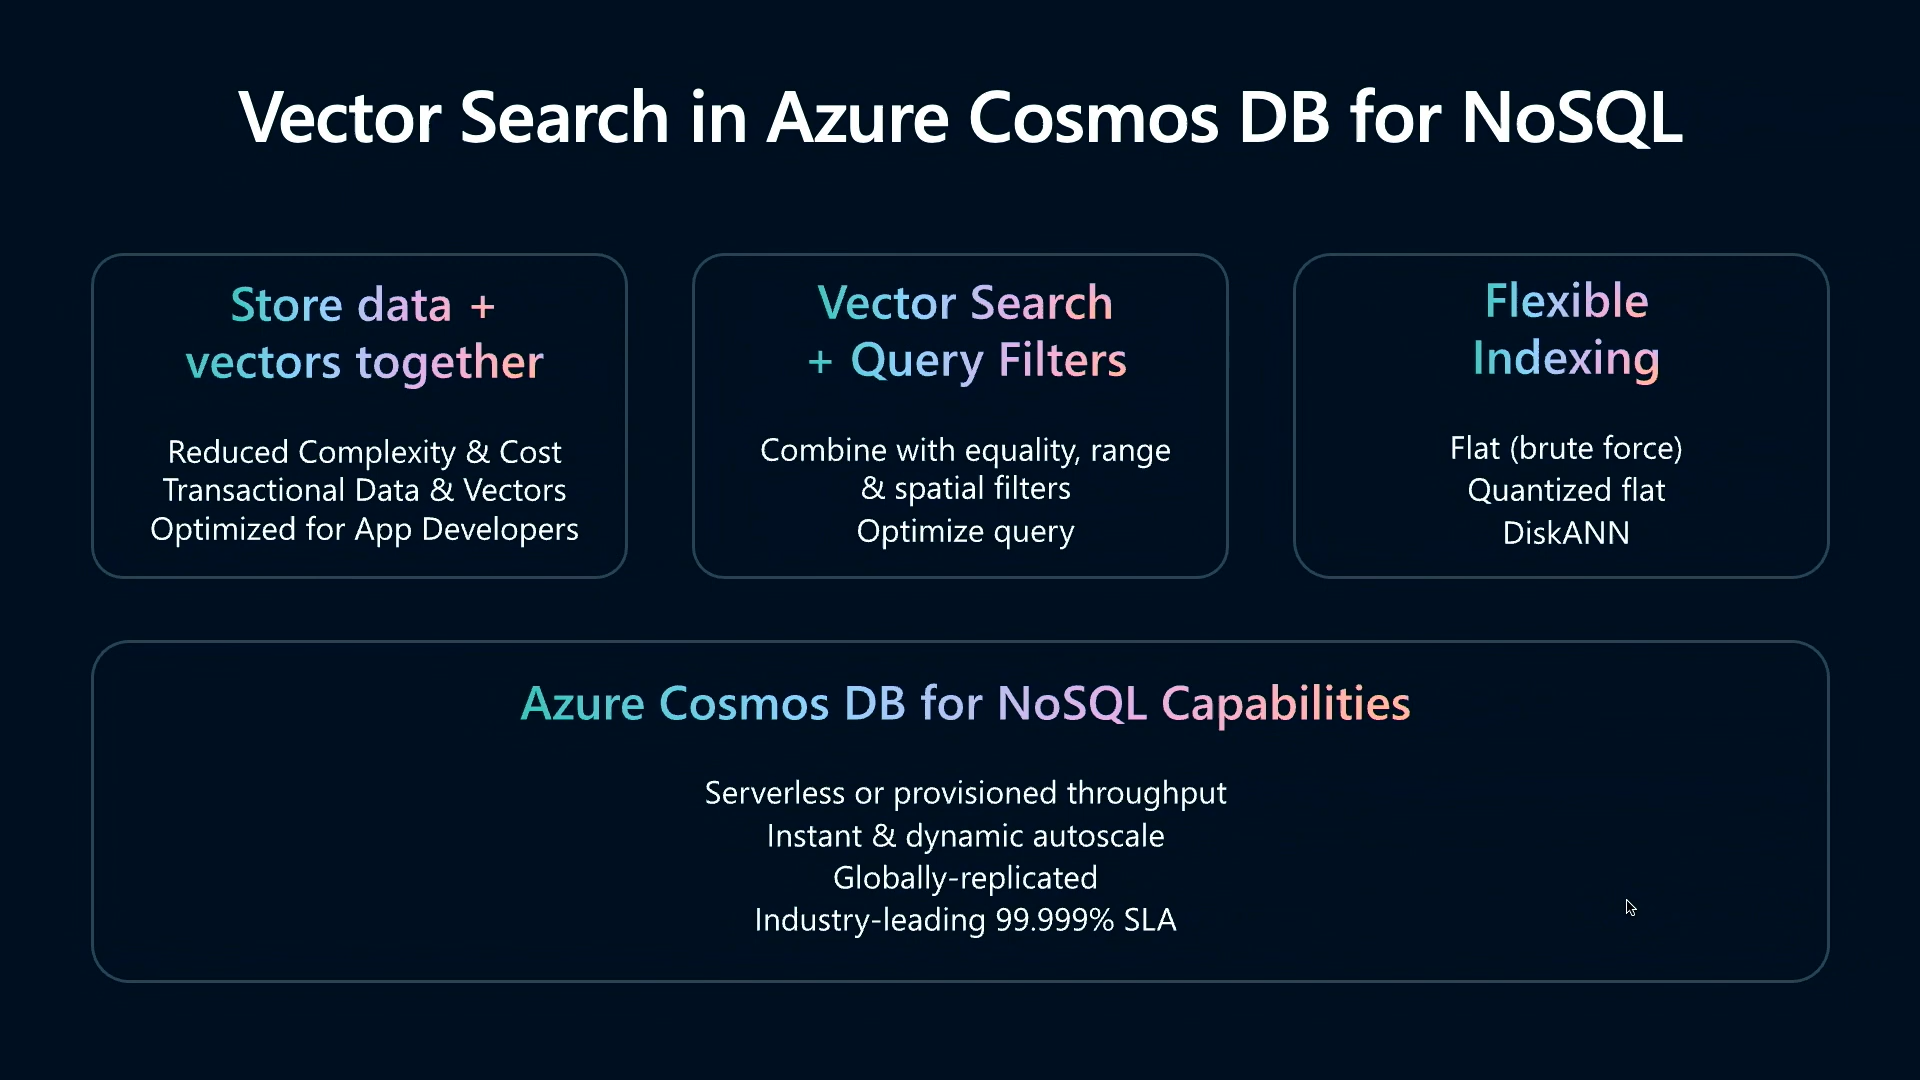 Vector Search in Azure Cosmos DB for NoSQL
Store data +
vectors together
Reduced Complexity & Cost
Transactional Data & Vectors
Optimized for App Developers
Vector Search
+ Query Filters
Combine with equality, range
& spatial filters
Optimize query
Flexible
Indexing
Flat (brute force)
Quantized flat
DiskANN
Azure Cosmos DB for NoSQL Capabilities
Serverless or provisioned throughput
Instant & dynamic autoscale
Globally-replicated
Industry-leading 99.999% SLA